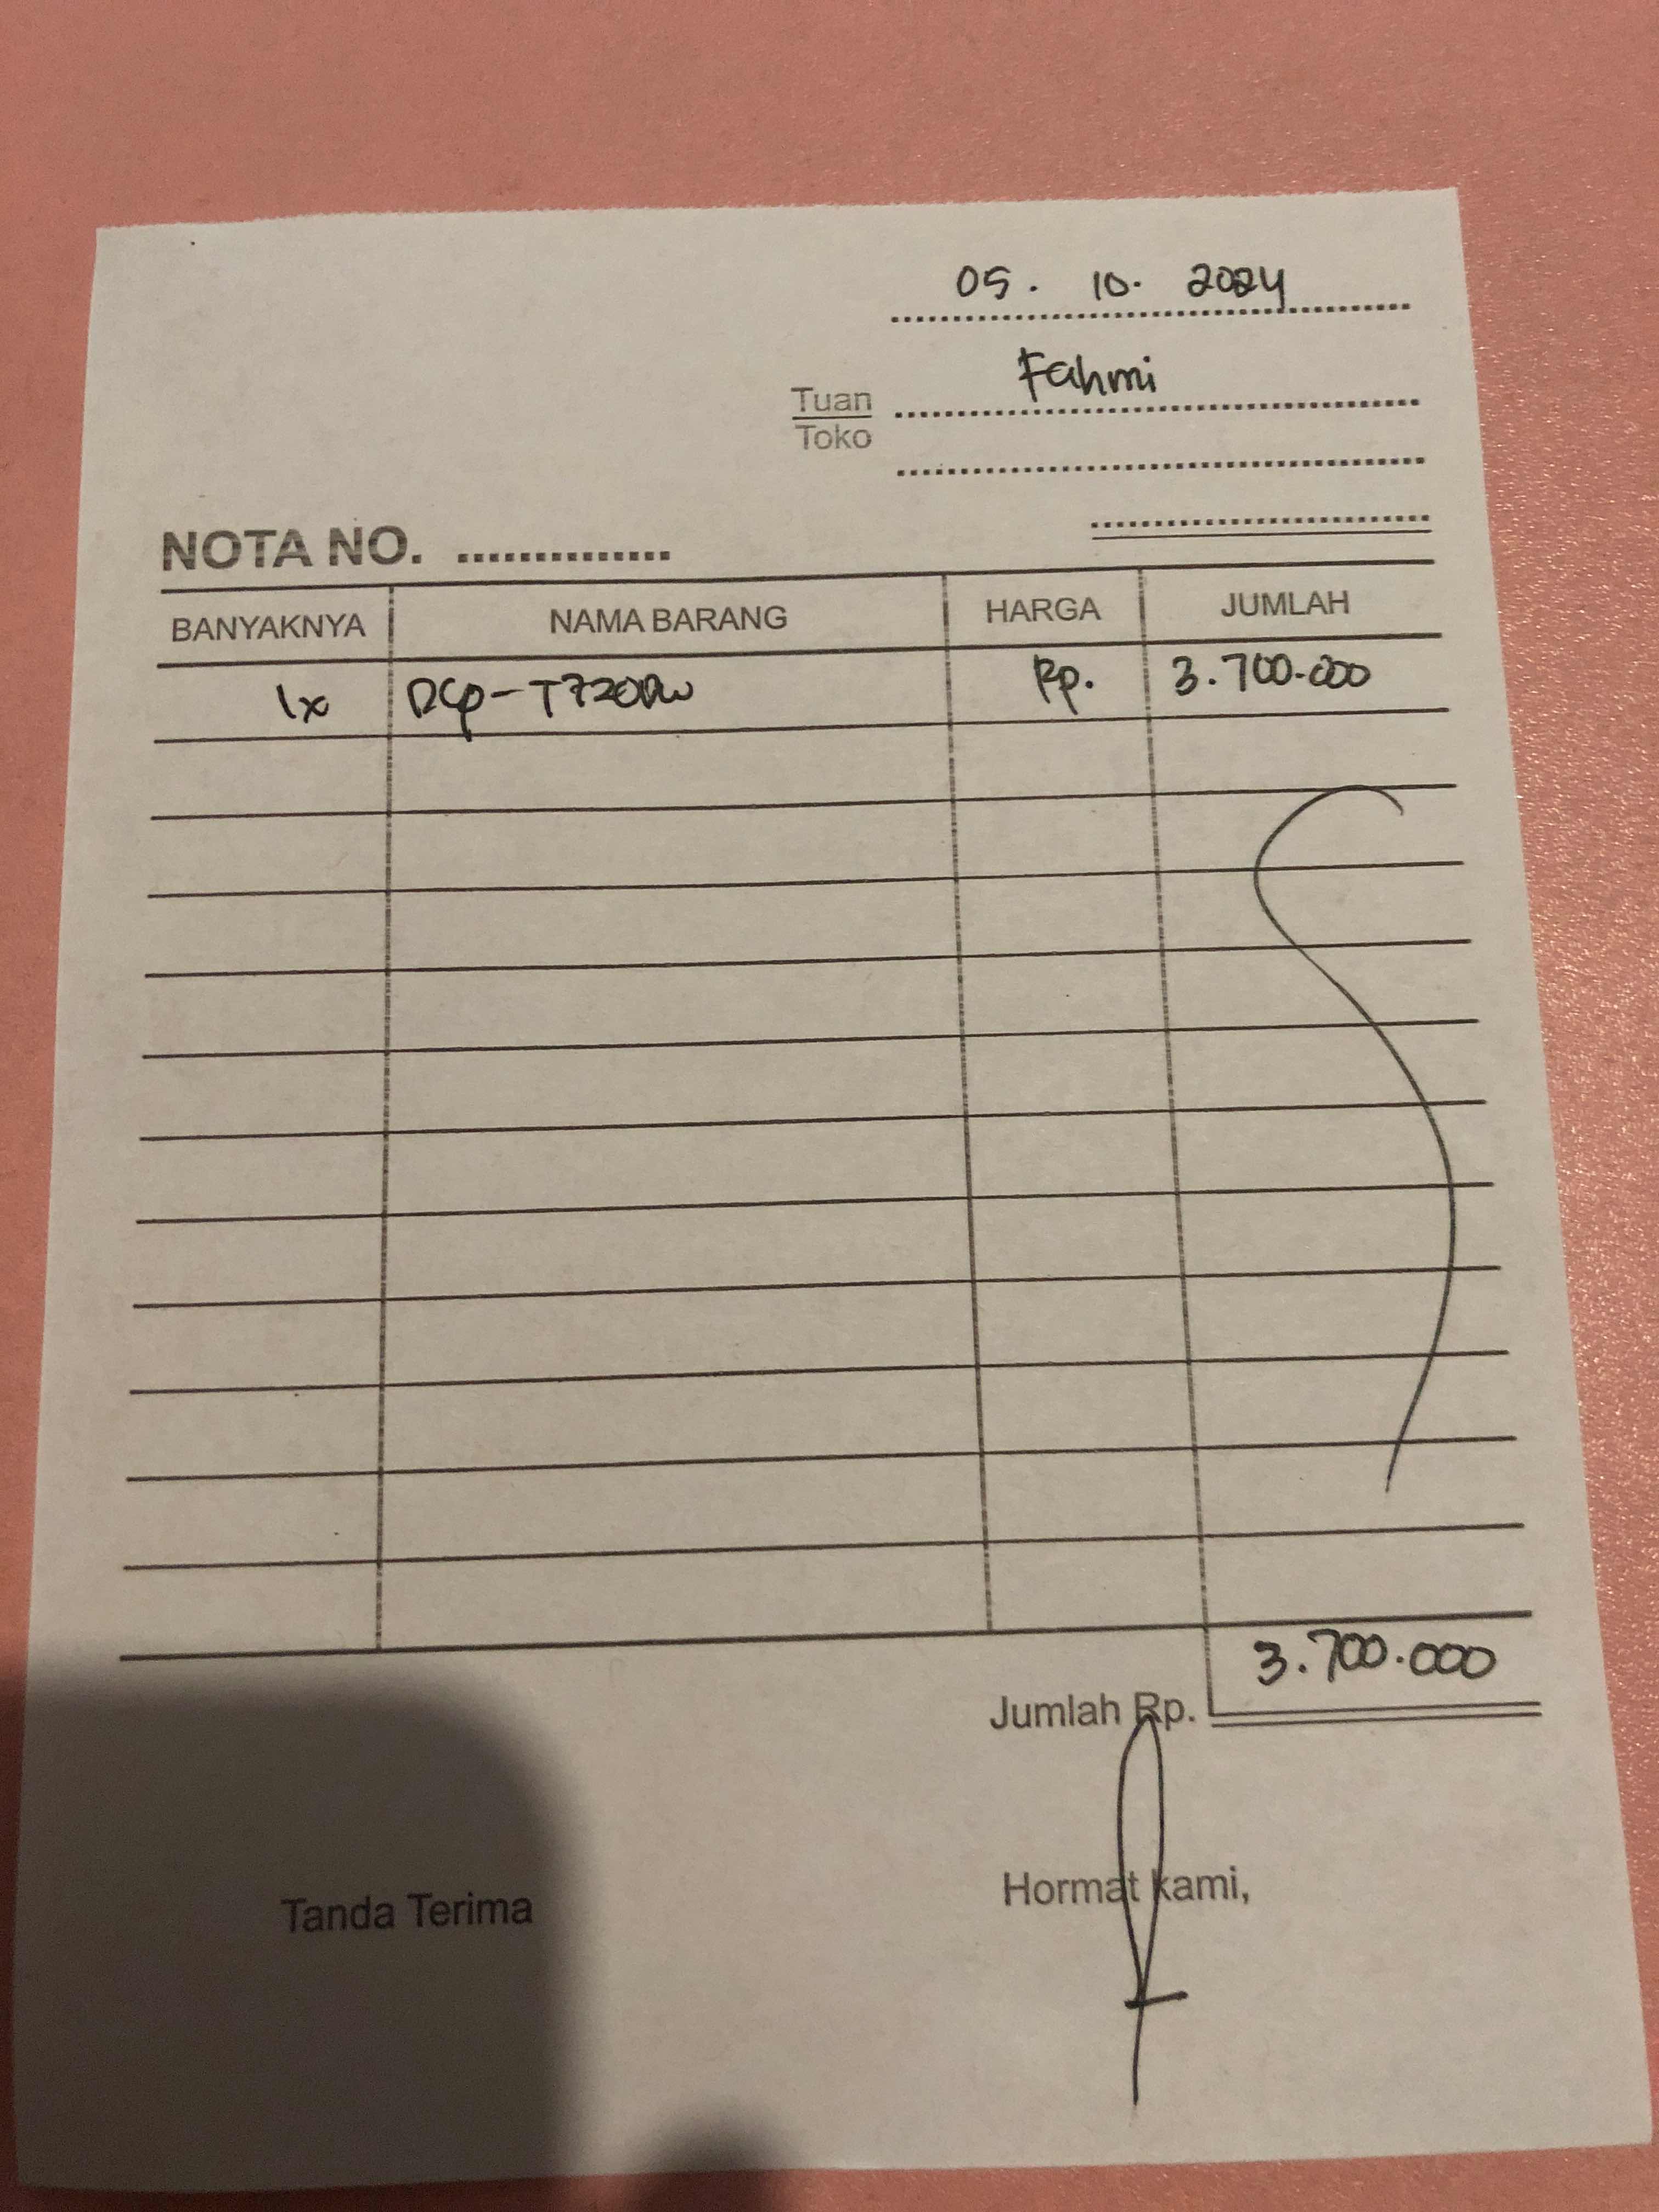 05. 10. 2024
Tuan Fahmi
Toko
NOTA NO.
BANYAKNYA NAMA BARANG HARGA JUMLAH
1x DCP-T720DW Rp. 3.700.000
3.700.000
Jumlah Rp.
Tanda Terima Hormat kami,